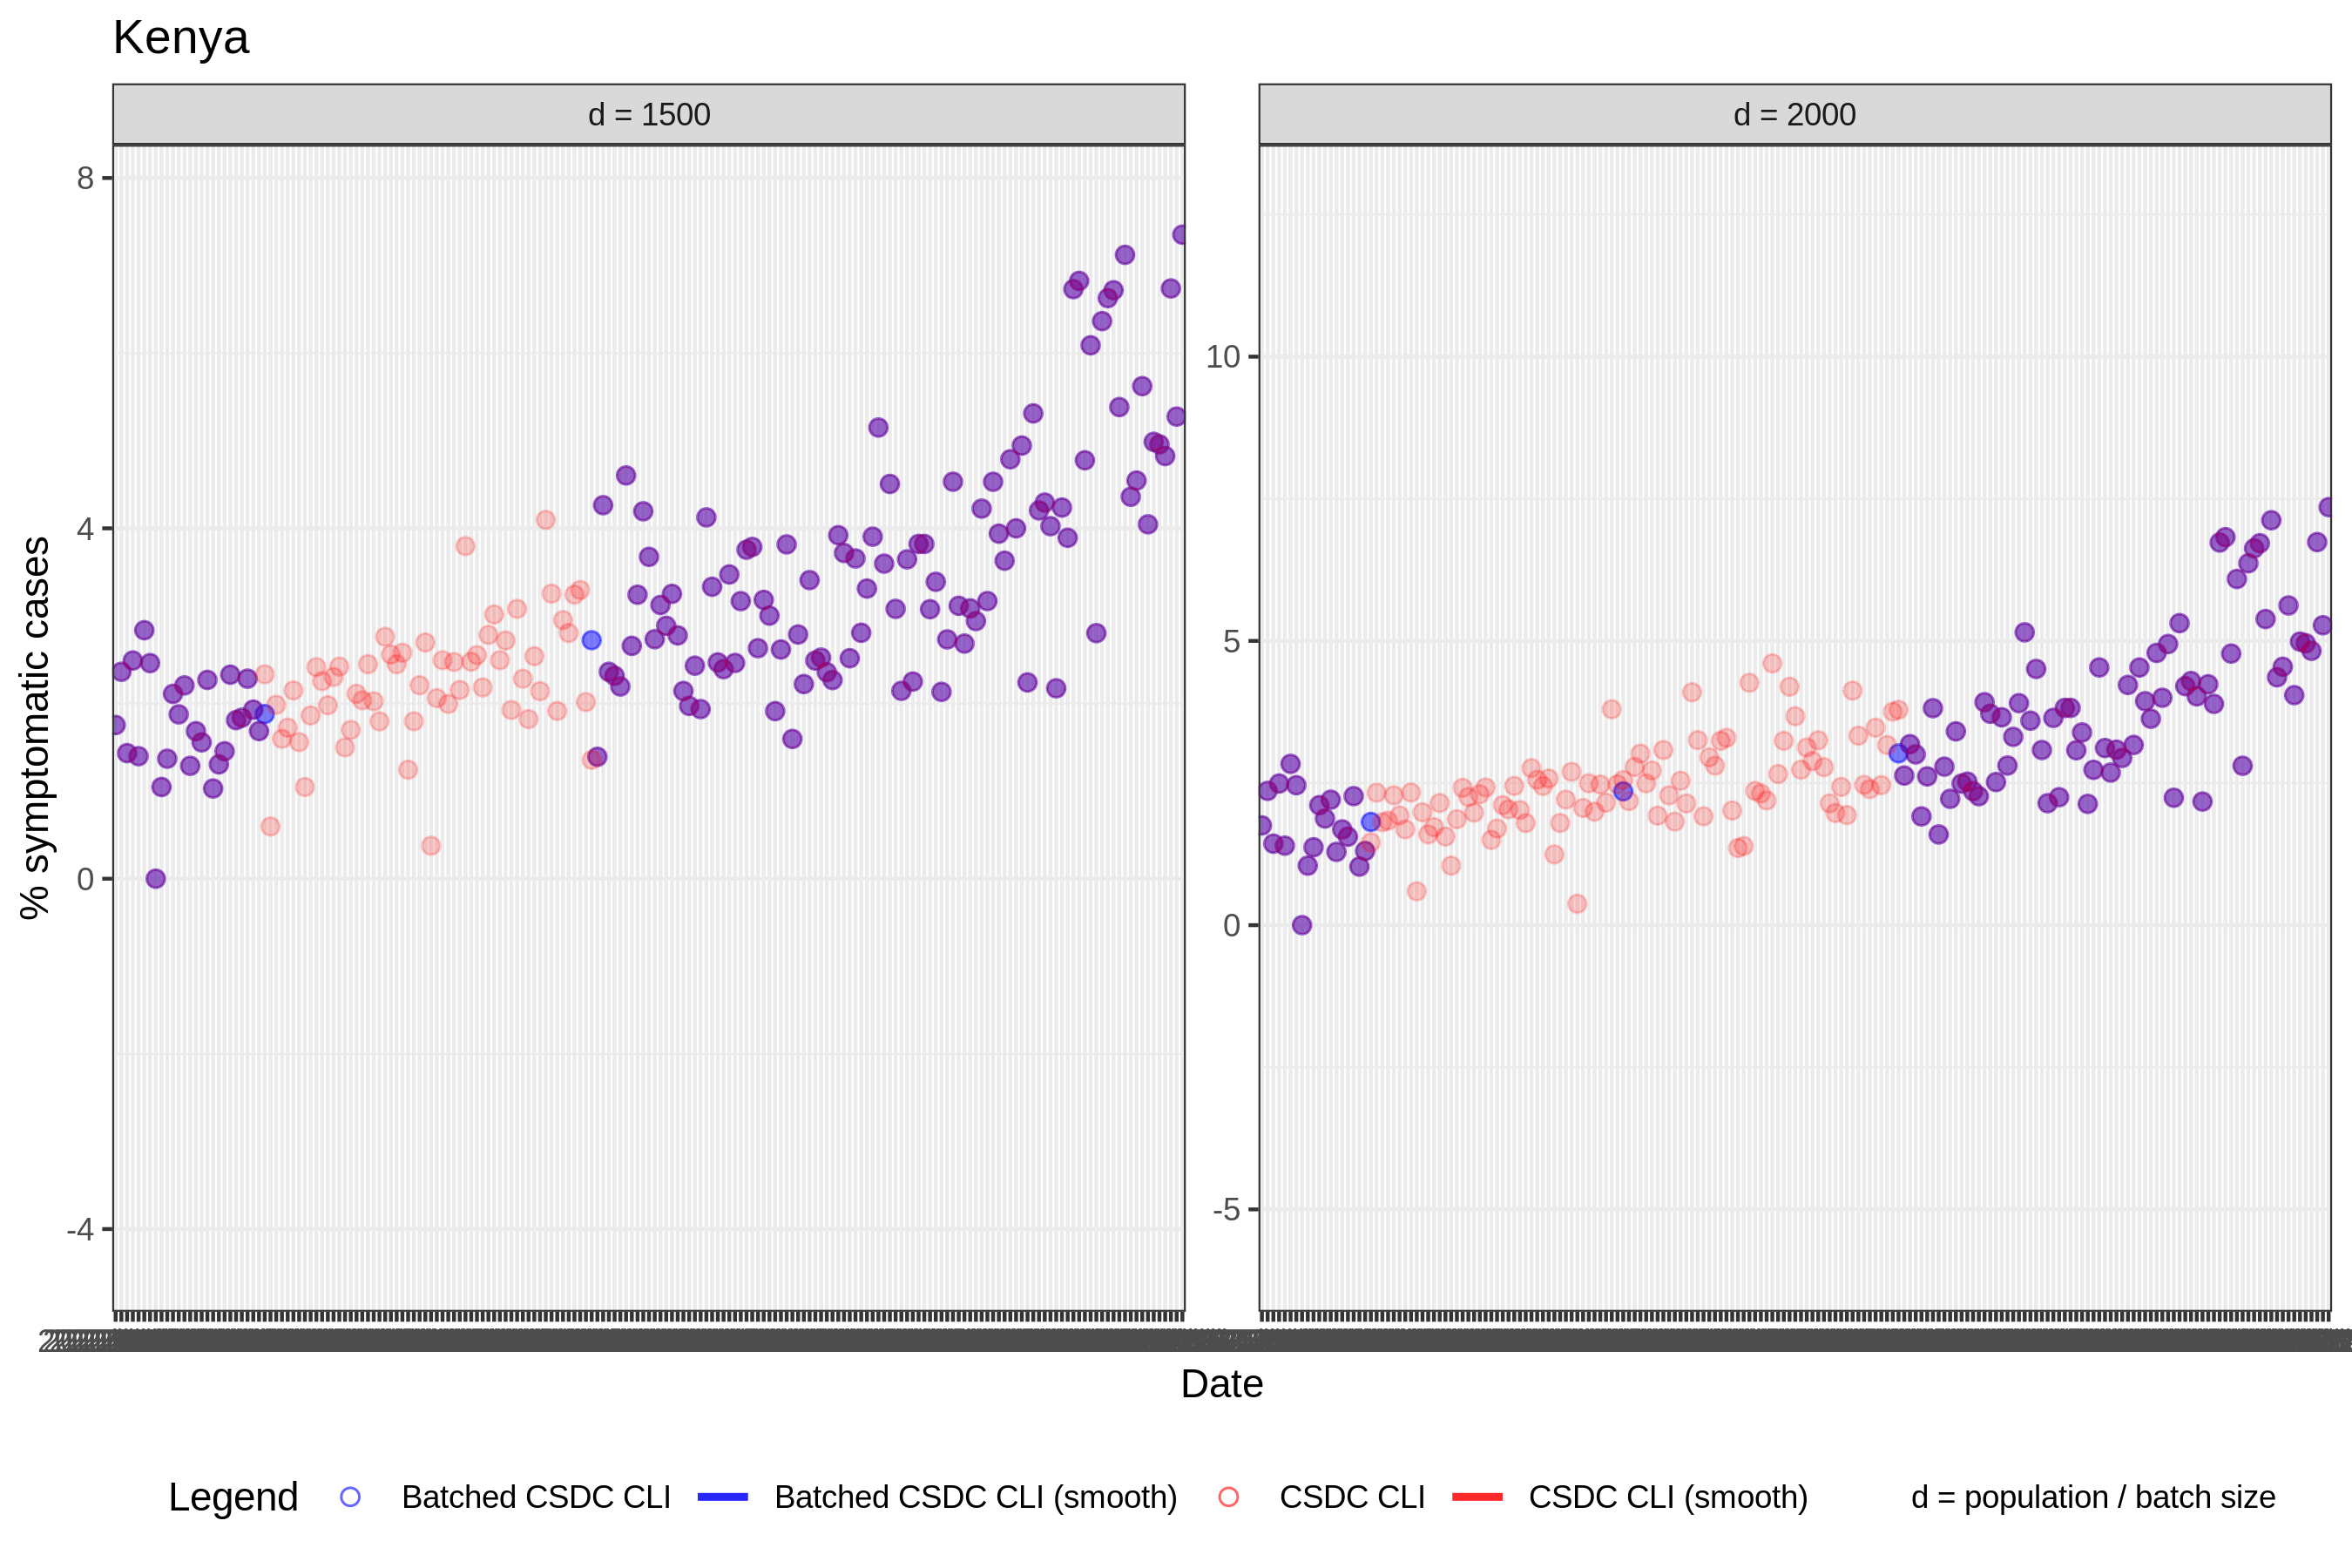 Kenya
d = 1500
d = 2000
8
4
0
-4
10
5
0
-5
% symptomatic cases
Date
Legend
Batched CSDC CLI
Batched CSDC CLI (smooth)
CSDC CLI
CSDC CLI (smooth)
d = population / batch size